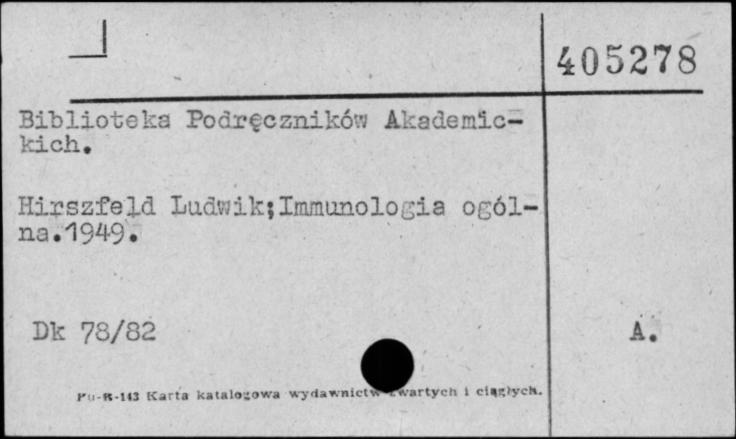 405278
Biblioteka Podręczników Akademic-
kich.
Hirszfeld Ludwik;Immunologia ogól-
na.1949.
Dk 78/82
A.
Pu-B-143 Karta katalogowa wydawnictw zwartych i ciągłych.